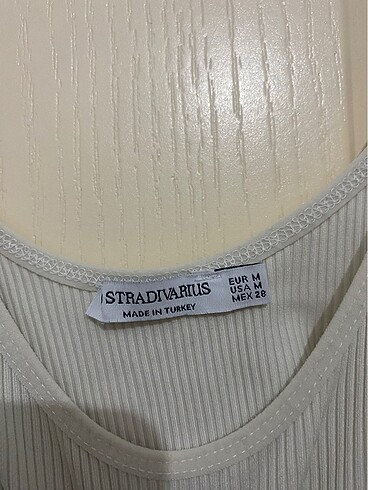 STRADIVARIUS
MADE IN TURKEY
EUR M
USA M
MEX 28